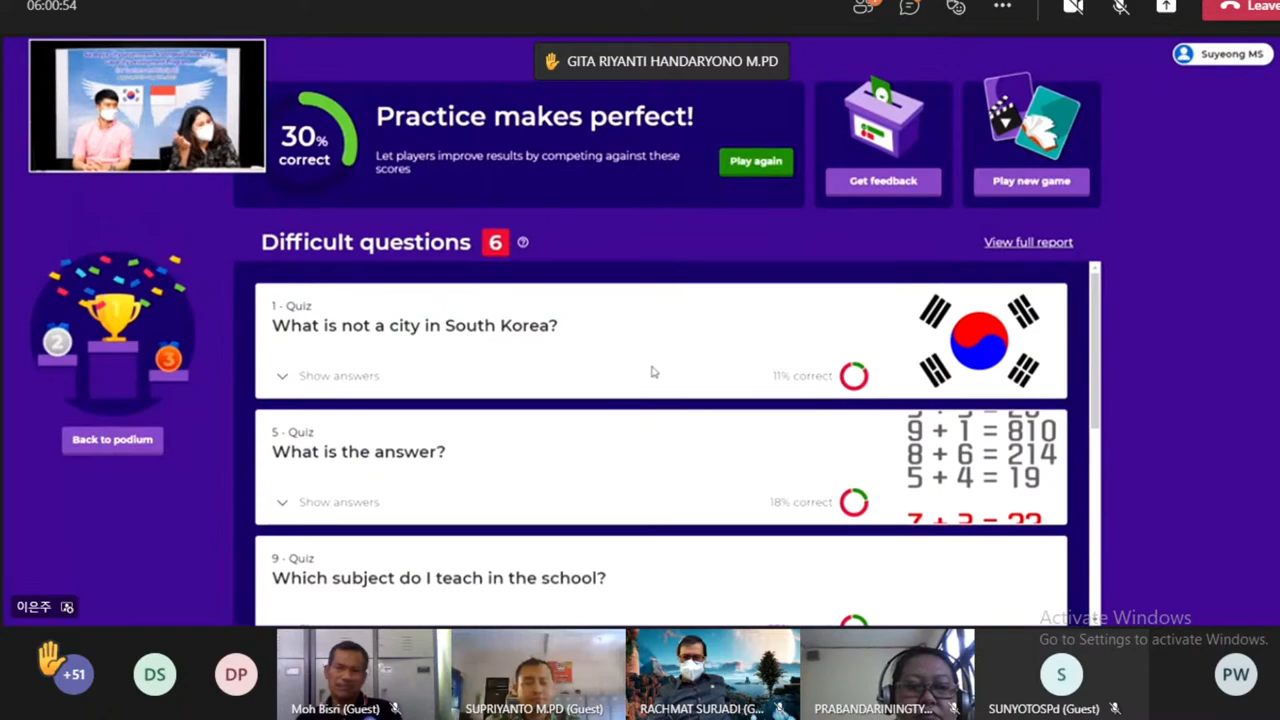 06:00:54
Leave
GITA RIYANTI HANDARYONO M.PD
Suyeong MS
30%
correct
Practice makes perfect!
Let players improve results by competing against these
scores
Play again
Get feedback
Play new game
Difficult questions 6
View full report
1 - Quiz
What is not a city in South Korea?
Show answers
11% correct
5 - Quiz
What is the answer?
Show answers
18% correct
9 + 1 = 810
8 + 6 = 214
5 + 4 = 19
9 - Quiz
Which subject do I teach in the school?
1
2
3
Back to podium
이은주
Activate Windows
Go to Settings to activate Windows.
+51
DS
DP
S
PW
Moh Bisri (Guest)
SUPRIYANTO M.PD (Guest)
RACHMAT SURJADI (G...
PRABANDARININGTY...
SUNYOTOSPd (Guest)